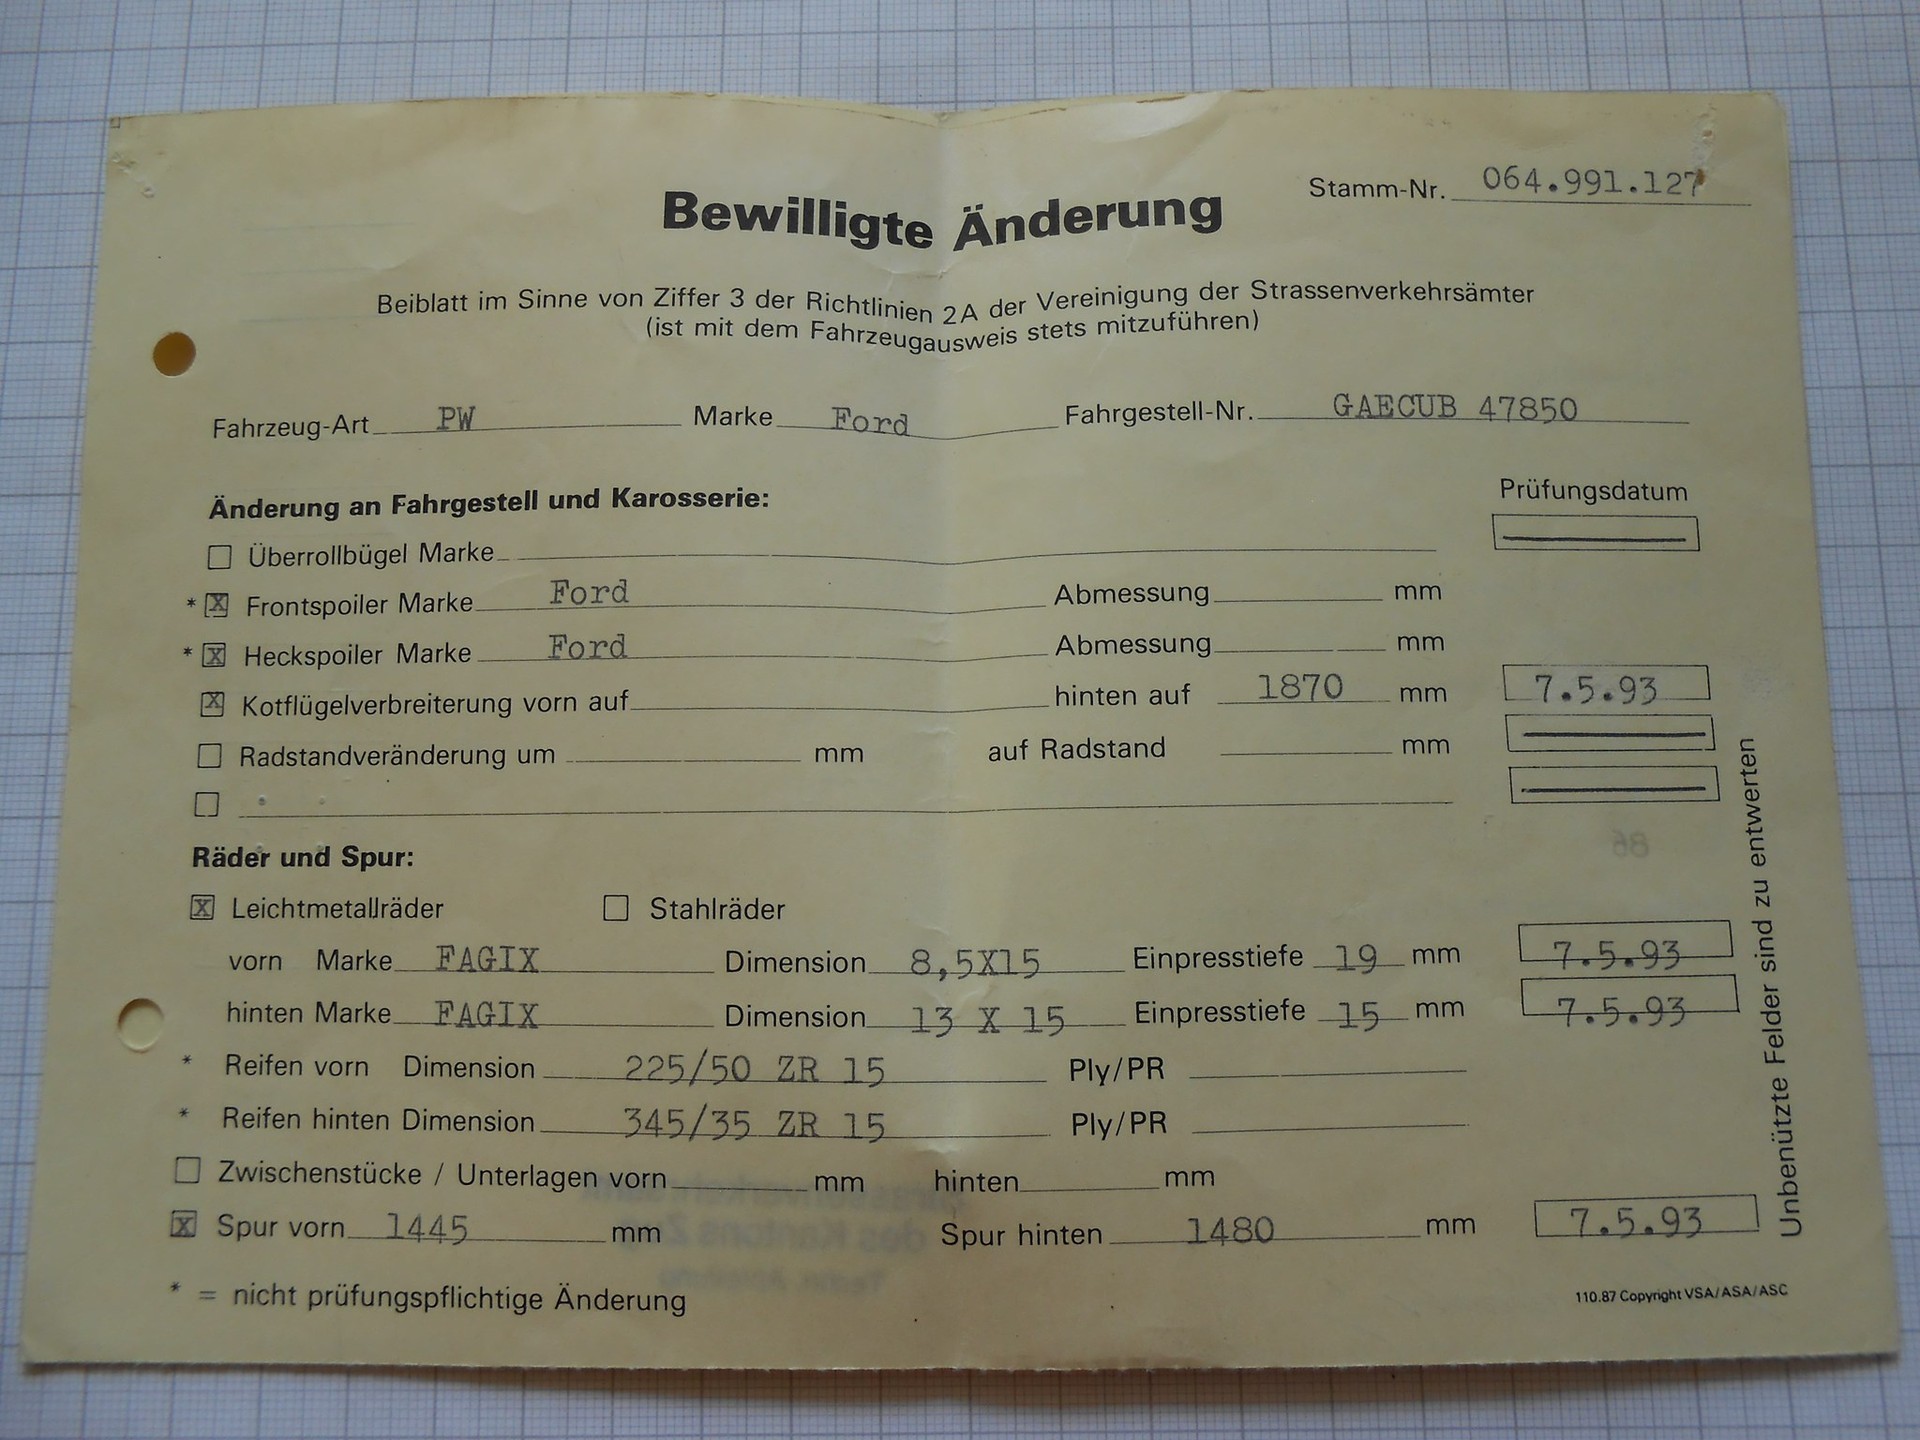 Stamm-Nr. 064.991.127
Bewilligte Änderung
Beiblatt im Sinne von Ziffer 3 der Richtlinien 2A der Vereinigung der Strassenverkehrsämter
(ist mit dem Fahrzeugausweis stets mitzuführen)
Fahrzeug-Art PW Marke Ford Fahrgestell-Nr. GAECUB 47850
Änderung an Fahrgestell und Karosserie: Prüfungsdatum
Überrollbügel Marke
* X Frontspoiler Marke Ford Abmessung mm
* X Heckspoiler Marke Ford Abmessung mm
X Kotflügelverbreiterung vorn auf hinten auf 1870 mm 7.5.93
Radstandveränderung um mm auf Radstand mm
Räder und Spur:
X Leichtmetallräder Stahlräder
vorn Marke FAGIX Dimension 8,5X15 Einpresstiefe 19 mm 7.5.93
hinten Marke FAGIX Dimension 13 X 15 Einpresstiefe 15 mm 7.5.93
* Reifen vorn Dimension 225/50 ZR 15 Ply/PR
* Reifen hinten Dimension 345/35 ZR 15 Ply/PR
Zwischenstücke / Unterlagen vorn mm hinten mm
X Spur vorn 1445 mm Spur hinten 1480 mm 7.5.93
* = nicht prüfungspflichtige Änderung
110.87 Copyright VSA/ASA/ASC
Unbenützte Felder sind zu entwerten